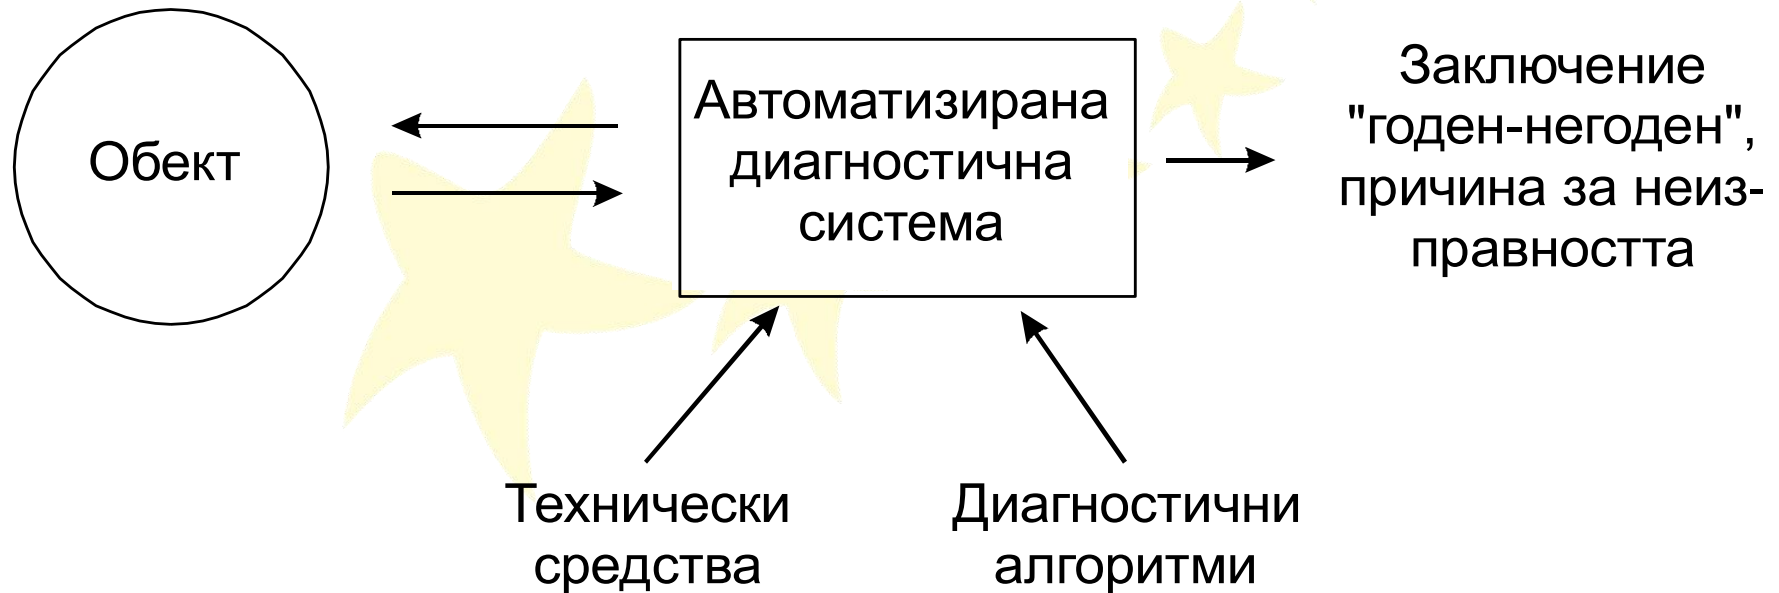 Обект
Автоматизирана
диагностична
система
Заключение
"годен-негоден",
причина за неиз-
правността
Технически
средства
Диагностични
алгоритми